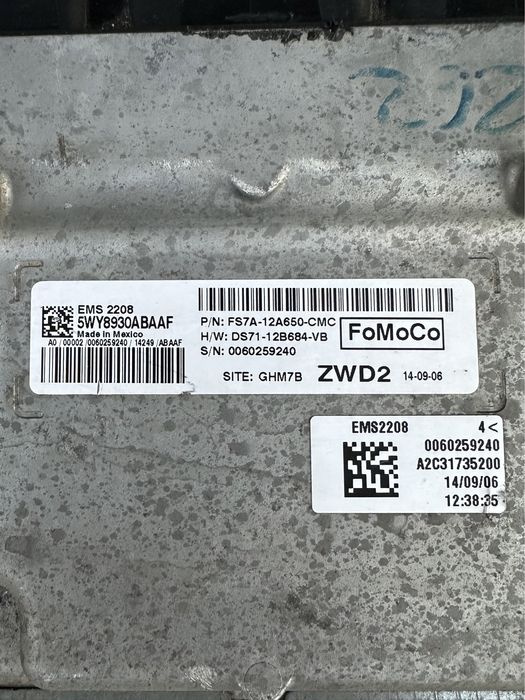 EMS 2208
5WY8930ABAAF
Made in Mexico
A0 / 00002 / 0060259240 / 14249 / ABAAF
P/N: FS7A-12A650-CMC
H/W: DS71-12B684-VB
S/N: 0060259240
FoMoCo
SITE: GHM7B ZWD2 14-09-06
EMS2208 4<
0060259240
A2C31735200
14/09/06
12:38:35